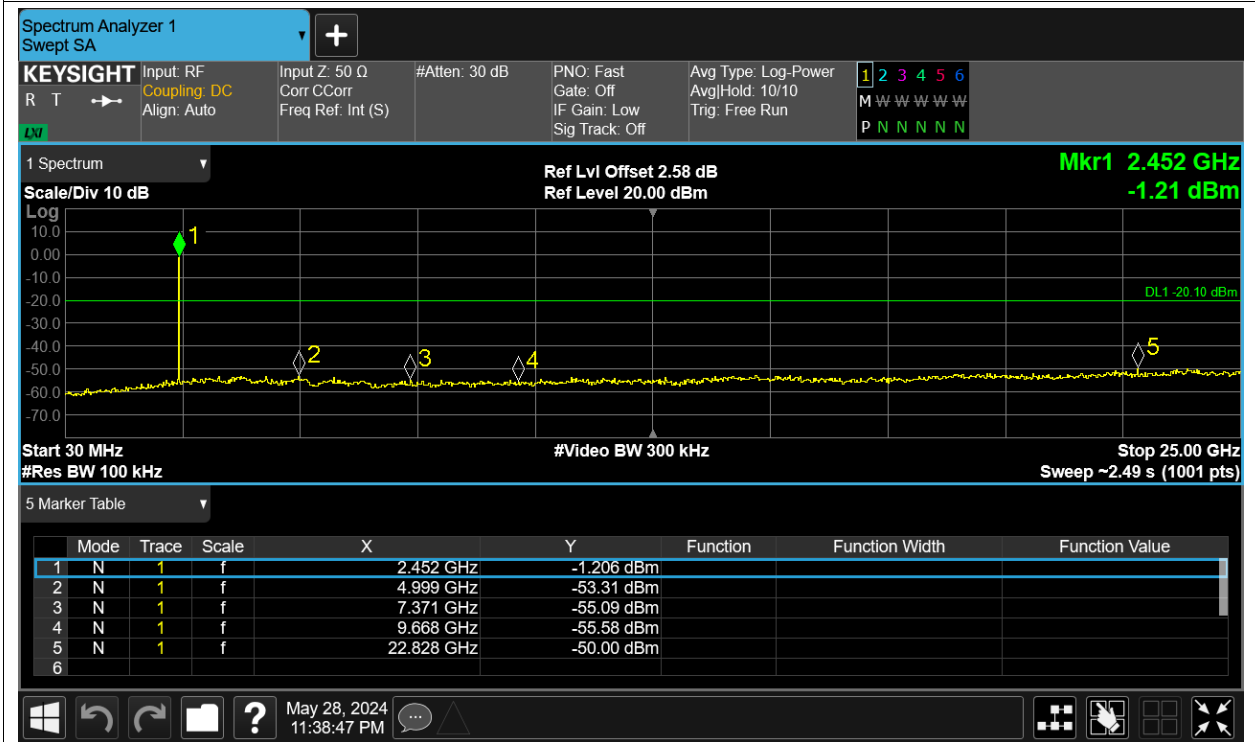 Spectrum Analyzer 1
Swept SA
+
KEYSIGHT
R T
LXI
Input: RF
Coupling: DC
Align: Auto
Input Z: 50 Ω
Corr CCorr
Freq Ref: Int (S)
#Atten: 30 dB
PNO: Fast
Gate: Off
IF Gain: Low
Sig Track: Off
Avg Type: Log-Power
Avg|Hold: 10/10
Trig: Free Run
1 2 3 4 5 6
M W W W W W
P N N N N N
1 Spectrum
Scale/Div 10 dB
Ref Lvl Offset 2.58 dB
Ref Level 20.00 dBm
Mkr1 2.452 GHz
-1.21 dBm
Log
10.0
0.00
-10.0
-20.0
-30.0
-40.0
-50.0
-60.0
-70.0
1
2
3
4
5
DL1 -20.10 dBm
Start 30 MHz
#Res BW 100 kHz
#Video BW 300 kHz
Stop 25.00 GHz
Sweep ~2.49 s (1001 pts)
5 Marker Table
Mode Trace Scale X Y Function Function Width Function Value
1 N 1 f 2.452 GHz -1.206 dBm
2 N 1 f 4.999 GHz -53.31 dBm
3 N 1 f 7.371 GHz -55.09 dBm
4 N 1 f 9.668 GHz -55.58 dBm
5 N 1 f 22.828 GHz -50.00 dBm
6
?
May 28, 2024
11:38:47 PM